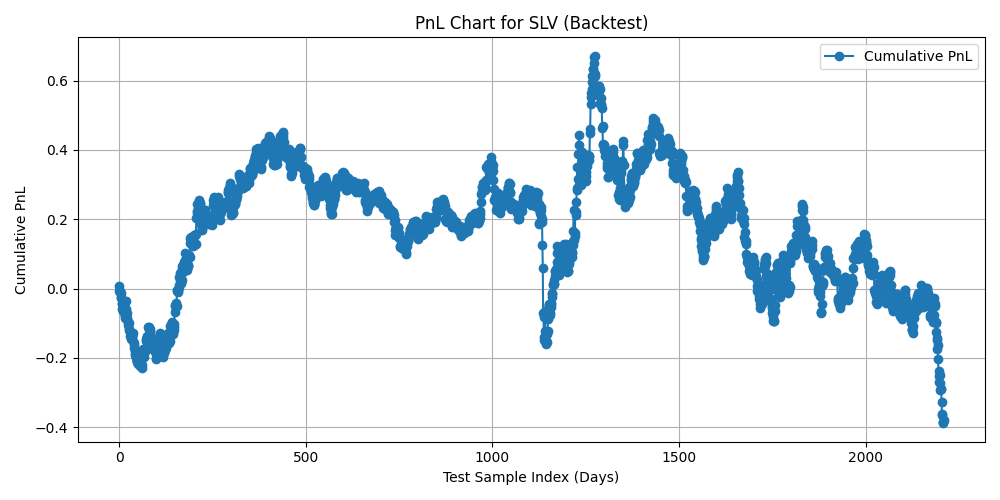 PnL Chart for SLV (Backtest)
Cumulative PnL
0.6
0.4
0.2
0.0
−0.2
−0.4
Cumulative PnL
0 500 1000 1500 2000
Test Sample Index (Days)